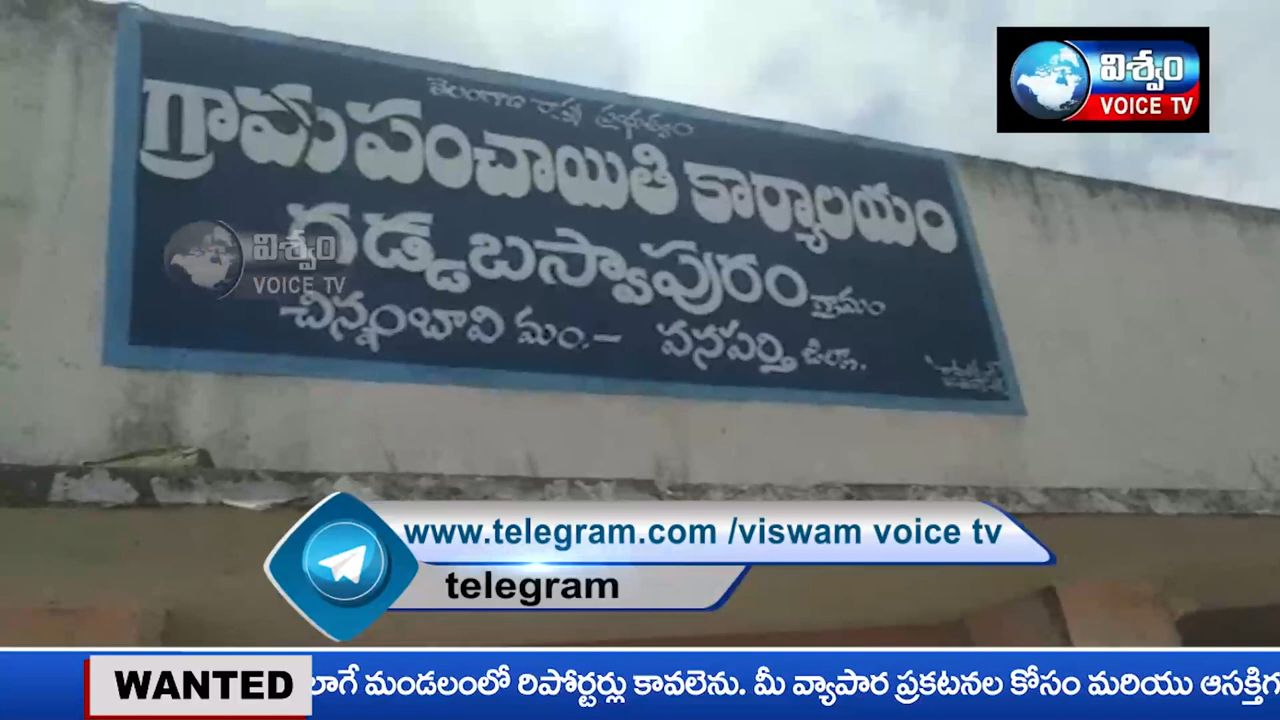 విశ్వం
VOICE TV
తెలంగాణ రాష్ట్ర ప్రభుత్వం
గ్రామ పంచాయితి కార్యాలయం
గడ్డబస్వాపురం గ్రామం
విశ్వం
VOICE TV
చిన్నంబావి మం.- వనపర్తి జిల్లా.
www.telegram.com /viswam voice tv
telegram
WANTED
లాగే మండలంలో రిపోర్టర్లు కావలెను. మీ వ్యాపార ప్రకటనల కోసం మరియు ఆసక్తిగ